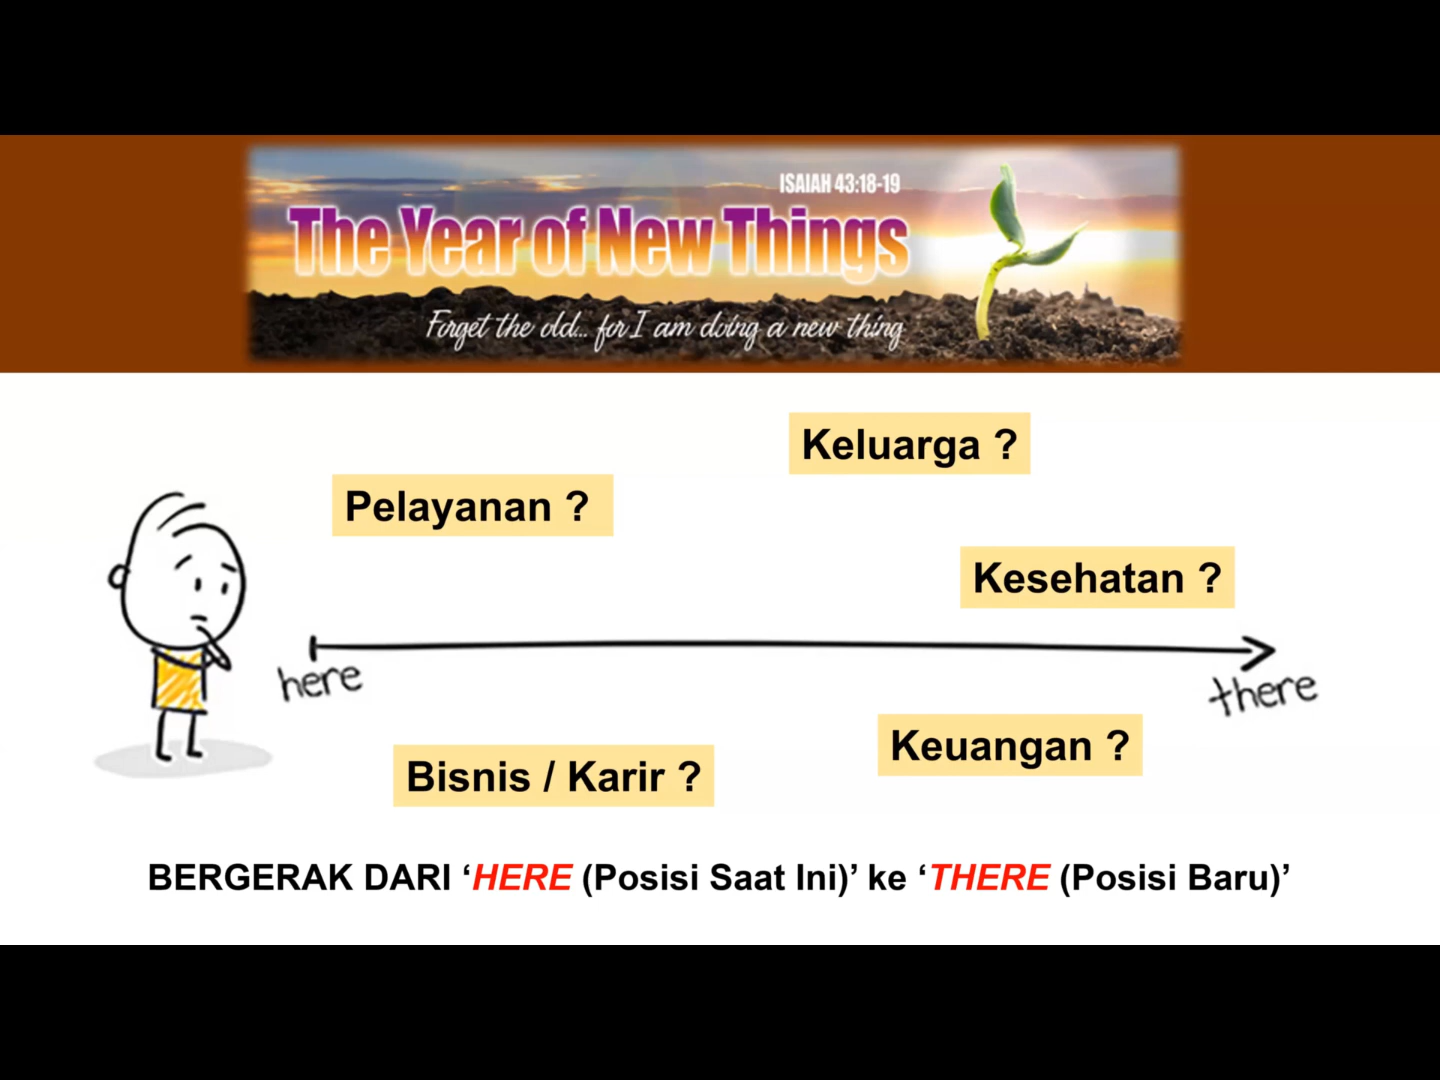 ISAIAH 43:18-19
The Year of New Things
Forget the old... for I am doing a new thing
Keluarga ?
Pelayanan ?
Kesehatan ?
here
there
Keuangan ?
Bisnis / Karir ?
BERGERAK DARI ‘HERE (Posisi Saat Ini)’ ke ‘THERE (Posisi Baru)’